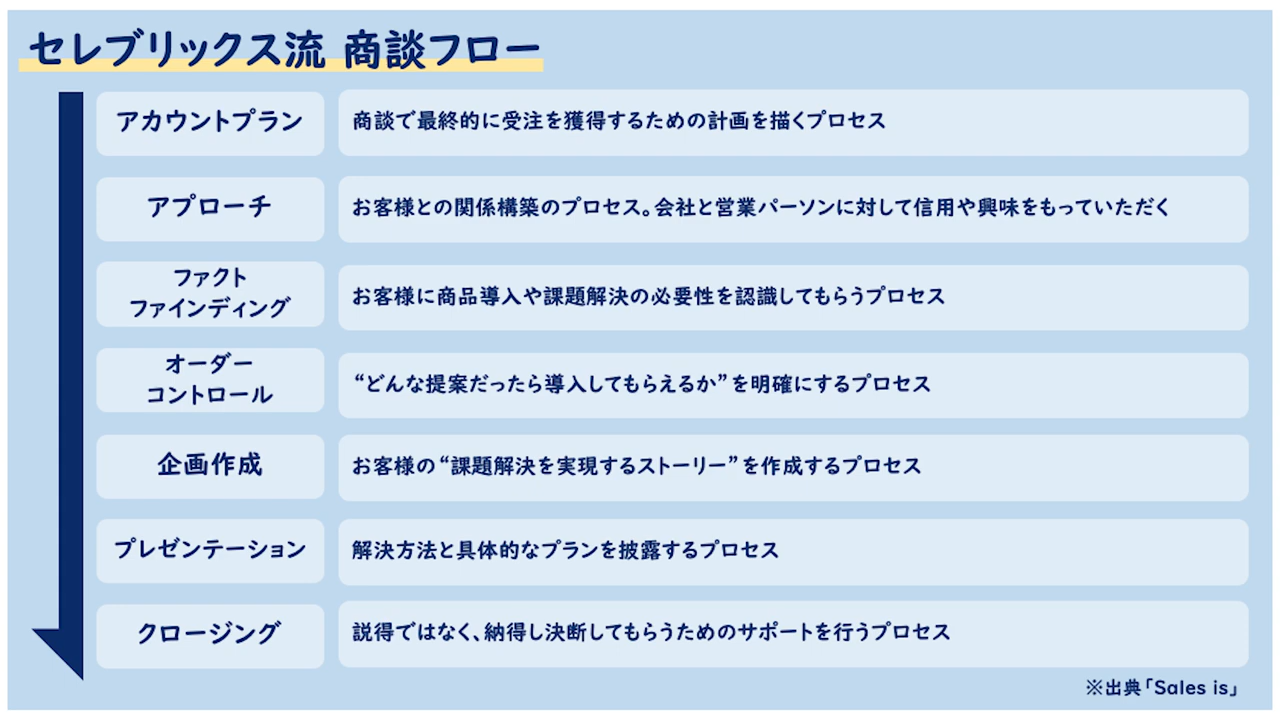 セレブリックス流 商談フロー
アカウントプラン
商談で最終的に受注を獲得するための計画を描くプロセス
アプローチ
お客様との関係構築のプロセス。会社と営業パーソンに対して信用や興味をもっていただく
ファクト
ファインディング
お客様に商品導入や課題解決の必要性を認識してもらうプロセス
オーダー
コントロール
“どんな提案だったら導入してもらえるか”を明確にするプロセス
企画作成
お客様の“課題解決を実現するストーリー”を作成するプロセス
プレゼンテーション
解決方法と具体的なプランを披露するプロセス
クロージング
説得ではなく、納得し決断してもらうためのサポートを行うプロセス
※出典「Sales is」